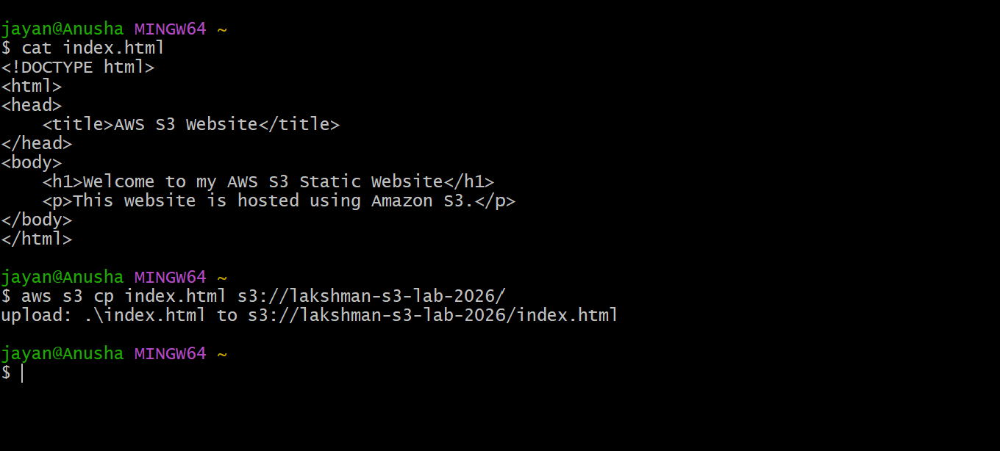 jayan@Anusha MINGW64 ~
$ cat index.html
<!DOCTYPE html>
<html>
<head>
    <title>AWS S3 Website</title>
</head>
<body>
    <h1>Welcome to my AWS S3 Static Website</h1>
    <p>This website is hosted using Amazon S3.</p>
</body>
</html>
jayan@Anusha MINGW64 ~
$ aws s3 cp index.html s3://lakshman-s3-lab-2026/
upload: .\index.html to s3://lakshman-s3-lab-2026/index.html
jayan@Anusha MINGW64 ~
$